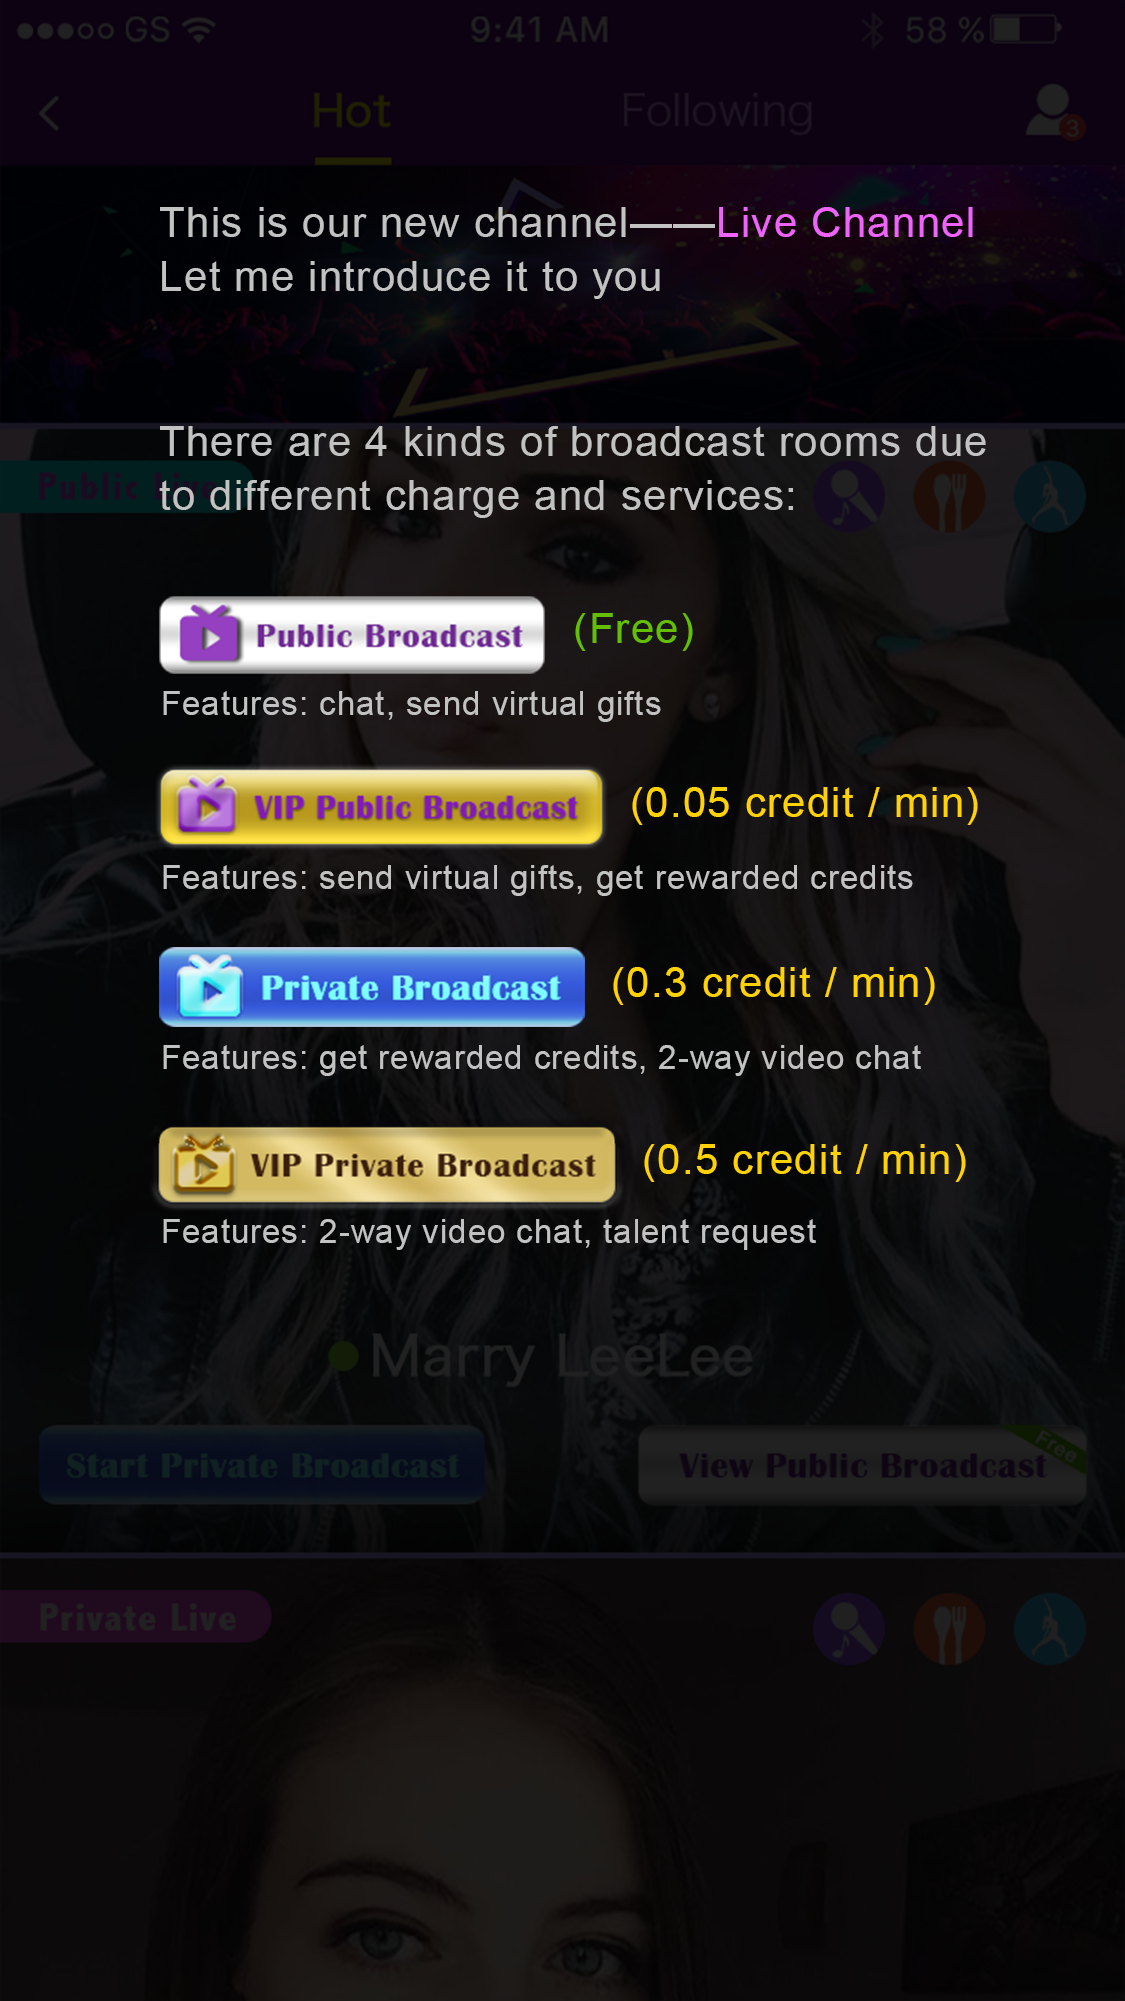 GS 9:41 AM 58 %
Hot Following
3
This is our new channel——Live Channel
Let me introduce it to you
There are 4 kinds of broadcast rooms due
Public Live
to different charge and services:
Public Broadcast (Free)
Features: chat, send virtual gifts
VIP Public Broadcast (0.05 credit / min)
Features: send virtual gifts, get rewarded credits
Private Broadcast (0.3 credit / min)
Features: get rewarded credits, 2-way video chat
VIP Private Broadcast (0.5 credit / min)
Features: 2-way video chat, talent request
Marry LeeLee
Start Private Broadcast
View Public Broadcast
Free
Private Live